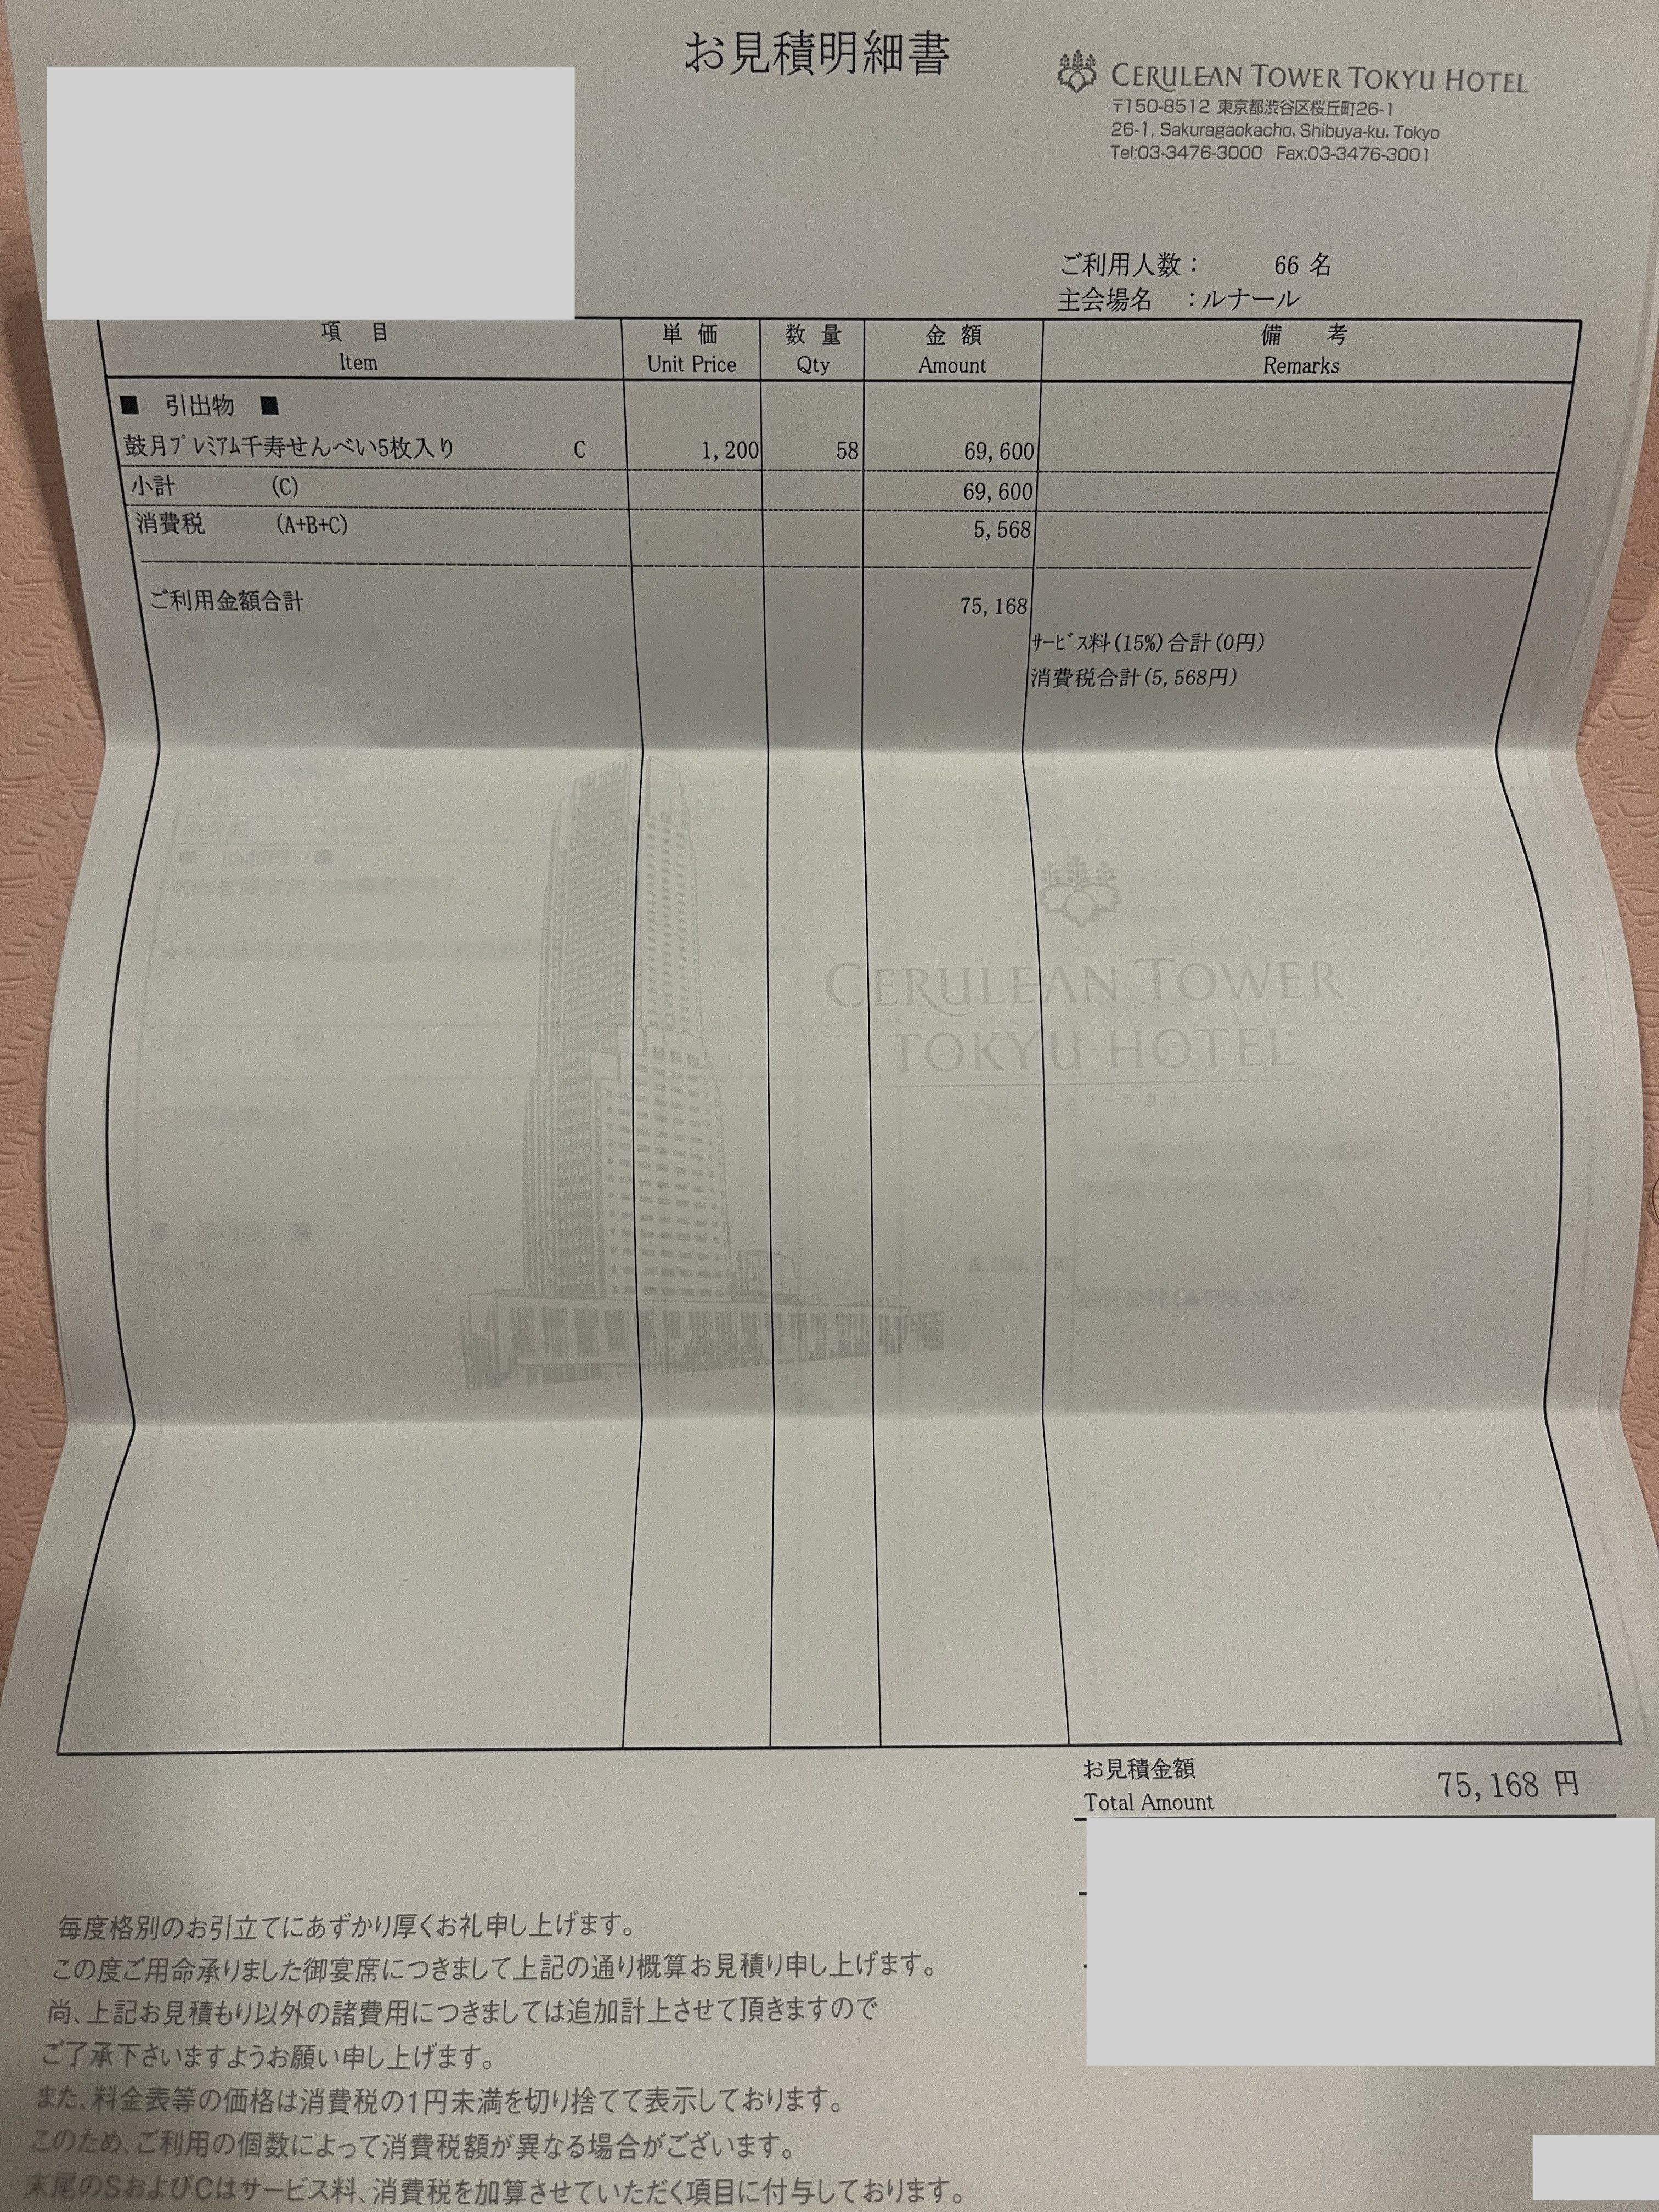 お見積明細書
CERULEAN TOWER TOKYU HOTEL
〒150-8512 東京都渋谷区桜丘町26-1
26-1, Sakuragaokacho, Shibuya-ku, Tokyo
Tel:03-3476-3000 Fax:03-3476-3001
ご利用人数： 66 名
主会場名 ：ルナール
項 目 単 価 数 量 金 額 備 考
Item Unit Price Qty Amount Remarks
■ 引出物 ■
鼓月ﾌﾟﾚﾐｱﾑ千寿せんべい5枚入り C 1,200 58 69,600
小計 (C) 69,600
消費税 (A+B+C) 5,568
ご利用金額合計 75,168
ｻｰﾋﾞｽ料(15%)合計(0円)
消費税合計(5,568円)
CERULEAN TOWER
TOKYU HOTEL
セルリアンタワー東急ホテル
お見積金額 75,168 円
Total Amount
毎度格別のお引立てにあずかり厚くお礼申し上げます。
この度ご用命承りました御宴席につきまして上記の通り概算お見積り申し上げます。
尚、上記お見積もり以外の諸費用につきましては追加計上させて頂きますので
ご了承下さいますようお願い申し上げます。
また、料金表等の価格は消費税の1円未満を切り捨てて表示しております。
このため、ご利用の個数によって消費税額が異なる場合がございます。
末尾のSおよびCはサービス料、消費税を加算させていただく項目に付与しております。